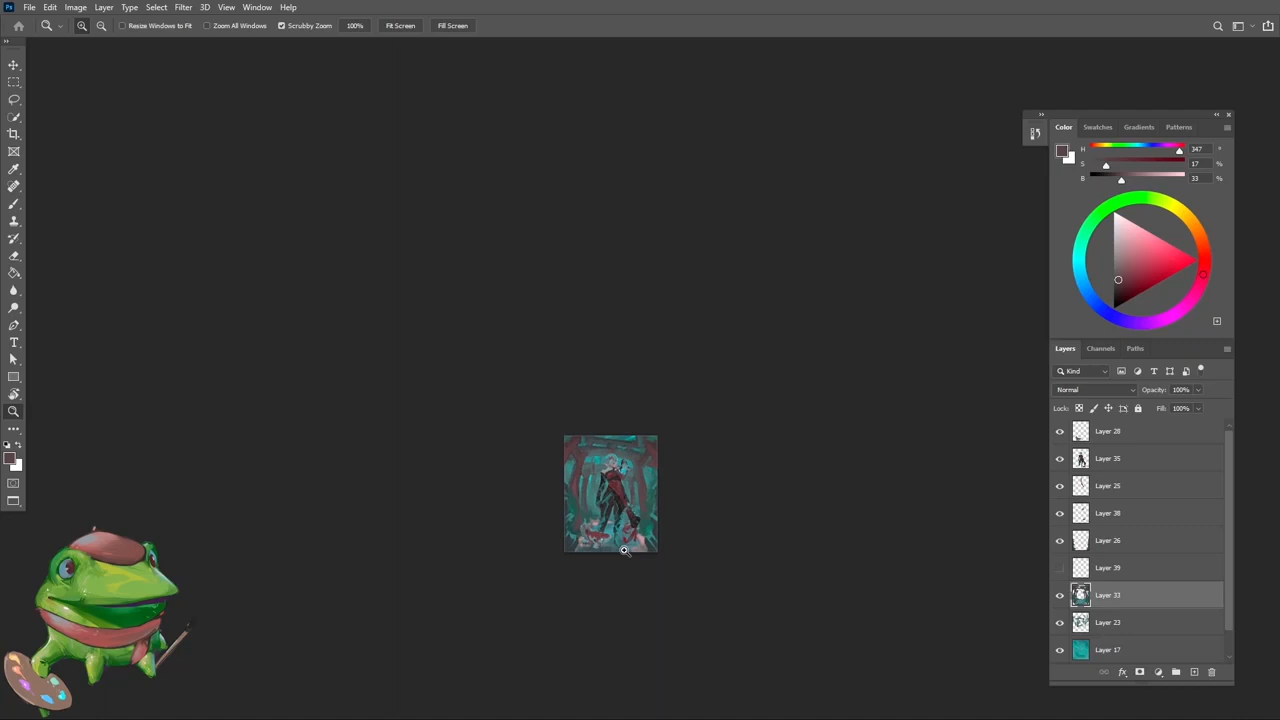 Ps File Edit Image Layer Type Select Filter 3D View Window Help
Resize Windows to Fit Zoom All Windows Scrubby Zoom 100% Fit Screen Fill Screen
Color Swatches Gradients Patterns
H 347 °
S 17 %
B 33 %
Layers Channels Paths
Kind
Normal Opacity: 100%
Lock: Fill: 100%
Layer 28
Layer 35
Layer 25
Layer 38
Layer 26
Layer 39
Layer 33
Layer 23
Layer 17
fx